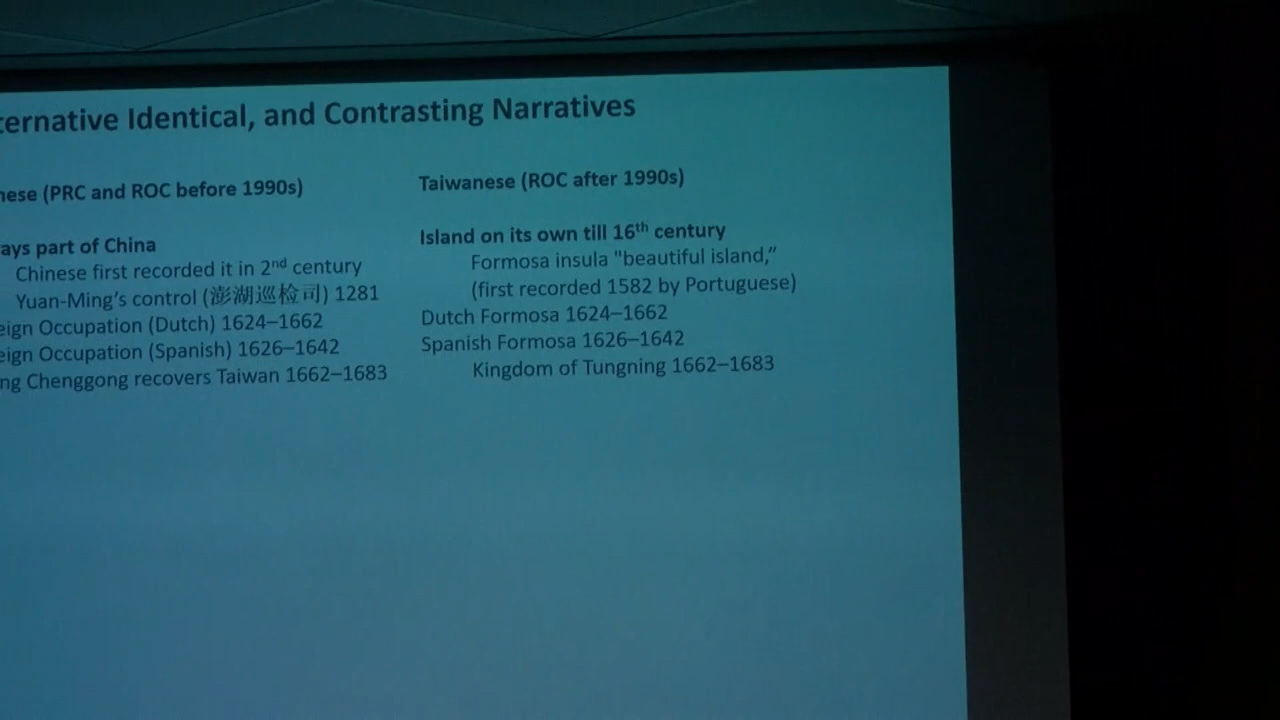 ternative Identical, and Contrasting Narratives
nese (PRC and ROC before 1990s)
ays part of China
Chinese first recorded it in 2nd century
Yuan-Ming’s control (澎湖巡检司) 1281
eign Occupation (Dutch) 1624–1662
eign Occupation (Spanish) 1626–1642
ng Chenggong recovers Taiwan 1662–1683
Taiwanese (ROC after 1990s)
Island on its own till 16th century
Formosa insula "beautiful island,”
(first recorded 1582 by Portuguese)
Dutch Formosa 1624–1662
Spanish Formosa 1626–1642
Kingdom of Tungning 1662–1683